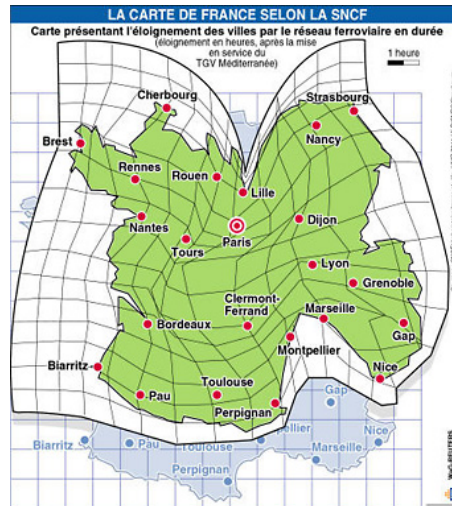 LA CARTE DE FRANCE SELON LA SNCF
Carte présentant l'éloignement des villes par le réseau ferroviaire en durée
(éloignement en heures, après la mise
en service du
TGV Méditerranée)
1 heure
Cherbourg
Strasbourg
Brest
Nancy
Rennes
Rouen
Lille
Nantes
Dijon
Tours
Paris
Lyon
Grenoble
Clermont-
Ferrand
Marseille
Bordeaux
Gap
Montpellier
Biarritz
Nice
Pau
Toulouse
Perpignan
Gap
Biarritz
Pau
Toulouse
pellier
Nice
Marseille
Perpignan